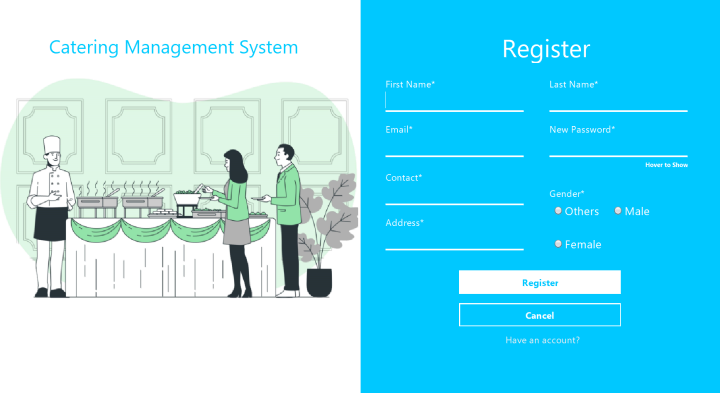 Catering Management System
Register
First Name*
Last Name*
Email*
New Password*
Hover to Show
Contact*
Gender*
Others
Male
Address*
Female
Register
Cancel
Have an account?